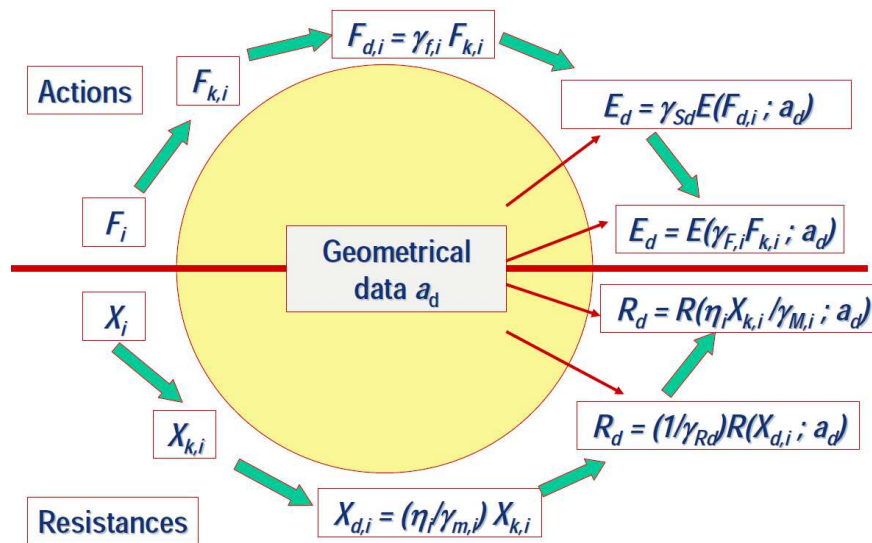 F_{d,i} = γ_{f,i} F_{k,i}
Actions
F_{k,i}
E_d = γ_{Sd}E(F_{d,i} ; a_d)
F_i
E_d = E(γ_{F,i}F_{k,i} ; a_d)
Geometrical
data a_d
X_i
R_d = R(η_iX_{k,i} /γ_{M,i} ; a_d)
X_{k,i}
R_d = (1/γ_{Rd})R(X_{d,i} ; a_d)
Resistances
X_{d,i} = (η_i/γ_{m,i}) X_{k,i}